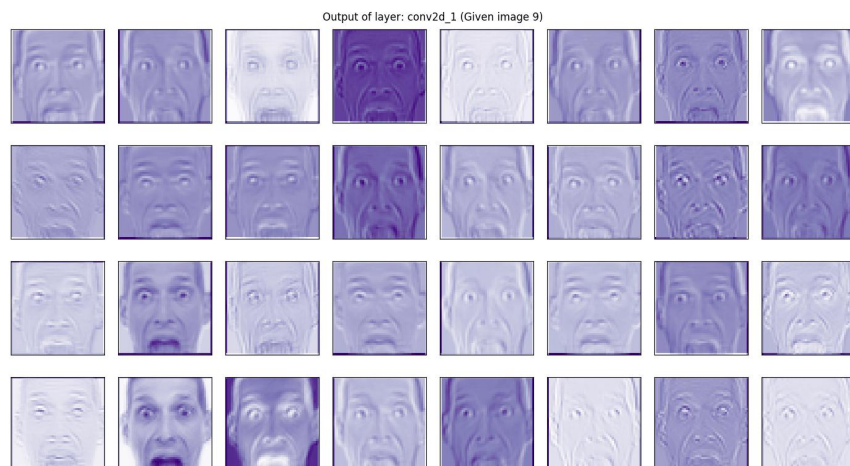 Output of layer: conv2d_1 (Given image 9)